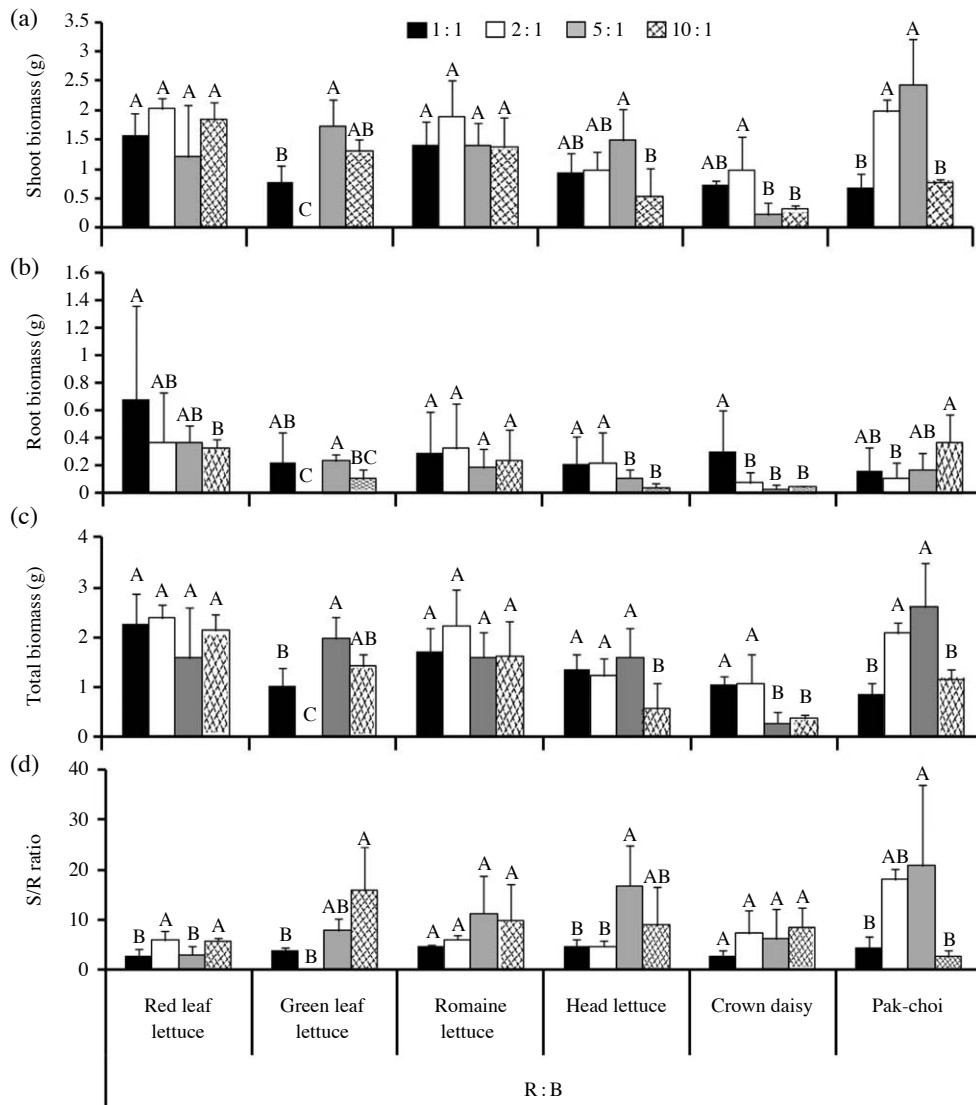 (a)
1 : 1 2 : 1 5 : 1 10 : 1
Shoot biomass (g)
3.5
3
2.5
2
1.5
1
0.5
0
A A A A
B C A AB
A A A A
AB AB A B
AB A B B
B A A B
(b)
Root biomass (g)
1.6
1.4
1.2
1
0.8
0.6
0.4
0.2
0
A AB AB B
AB C A BC
A A A A
A A B B
A B B B
AB B AB A
(c)
Total biomass (g)
4
3
2
1
0
A A A A
B C A AB
A A A A
A A A B
A A B B
B A A B
(d)
S/R ratio
40
30
20
10
0
B A B A
B AB A
A A A A
B B A AB
A A A A
B AB A B
Red leaf lettuce
Green leaf lettuce
Romaine lettuce
Head lettuce
Crown daisy
Pak-choi
R : B